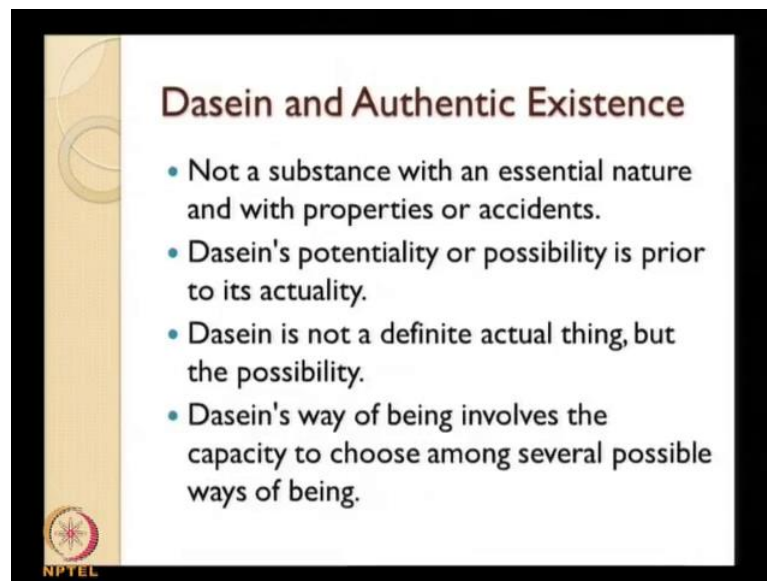 Dasein and Authentic Existence
• Not a substance with an essential nature
and with properties or accidents.
• Dasein's potentiality or possibility is prior
to its actuality.
• Dasein is not a definite actual thing, but
the possibility.
• Dasein's way of being involves the
capacity to choose among several possible
ways of being.
NPTEL